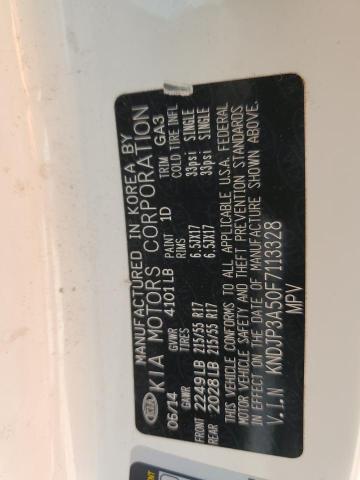 MANUFACTURED IN KOREA BY
KIA KIA MOTORS CORPORATION
GVWR PAINT TRIM
06/14 4101LB 1D GA3
GAWR TIRES RIMS COLD TIRE INFL
FRONT 2249LB 215/55 R17 6.5JX17 33psi SINGLE
REAR 2028LB 215/55 R17 6.5JX17 33psi SINGLE
THIS VEHICLE CONFORMS TO ALL APPLICABLE U.S.A. FEDERAL
MOTOR VEHICLE SAFETY AND THEFT PREVENTION STANDARDS
IN EFFECT ON THE DATE OF MANUFACTURE SHOWN ABOVE.
V.I.N KNDJP3A50F7113328
MPV